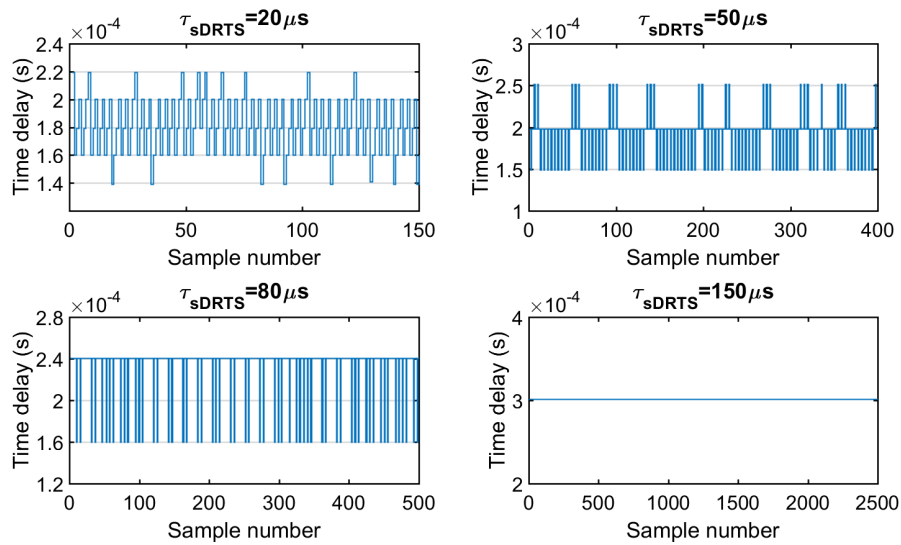 τsDRTS=20μs
×10-4
Time delay (s)
2.4
2.2
2
1.8
1.6
1.4
0 50 100 150
Sample number
τsDRTS=50μs
×10-4
Time delay (s)
3
2.5
2
1.5
1
0 100 200 300 400
Sample number
τsDRTS=80μs
×10-4
Time delay (s)
2.8
2.4
2
1.6
1.2
0 100 200 300 400 500
Sample number
τsDRTS=150μs
×10-4
Time delay (s)
4
3
2
0 500 1000 1500 2000 2500
Sample number